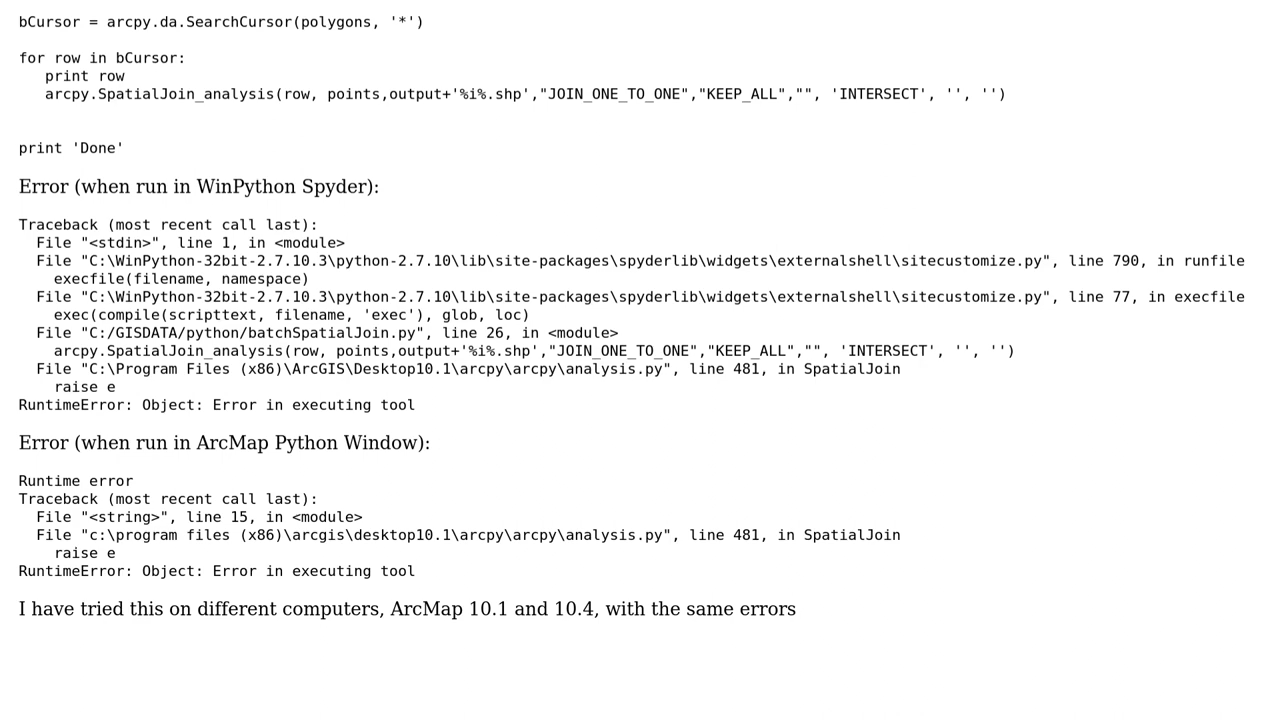 bCursor = arcpy.da.SearchCursor(polygons, '*')
for row in bCursor:
print row
arcpy.SpatialJoin_analysis(row, points,output+'%i%.shp',"JOIN_ONE_TO_ONE","KEEP_ALL","", 'INTERSECT', '', '')
print 'Done'
Error (when run in WinPython Spyder):
Traceback (most recent call last):
File "<stdin>", line 1, in <module>
File "C:\WinPython-32bit-2.7.10.3\python-2.7.10\lib\site-packages\spyderlib\widgets\externalshell\sitecustomize.py", line 790, in runfile
execfile(filename, namespace)
File "C:\WinPython-32bit-2.7.10.3\python-2.7.10\lib\site-packages\spyderlib\widgets\externalshell\sitecustomize.py", line 77, in execfile
exec(compile(scripttext, filename, 'exec'), glob, loc)
File "C:/GISDATA/python/batchSpatialJoin.py", line 26, in <module>
arcpy.SpatialJoin_analysis(row, points,output+'%i%.shp',"JOIN_ONE_TO_ONE","KEEP_ALL","", 'INTERSECT', '', '')
File "C:\Program Files (x86)\ArcGIS\Desktop10.1\arcpy\arcpy\analysis.py", line 481, in SpatialJoin
raise e
RuntimeError: Object: Error in executing tool
Error (when run in ArcMap Python Window):
Runtime error
Traceback (most recent call last):
File "<string>", line 15, in <module>
File "c:\program files (x86)\arcgis\desktop10.1\arcpy\arcpy\analysis.py", line 481, in SpatialJoin
raise e
RuntimeError: Object: Error in executing tool
I have tried this on different computers, ArcMap 10.1 and 10.4, with the same errors